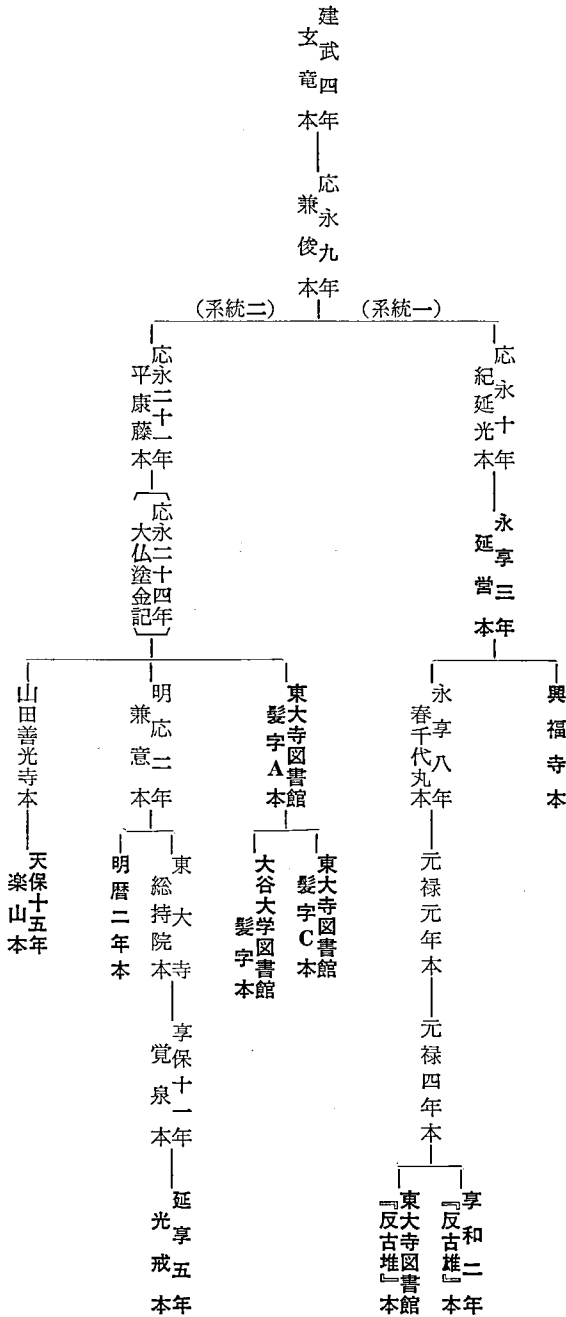 建武四年
玄竜本
応永九年
兼俊本
(系統一)
(系統二)
応永十年
紀延光本
永享三年
延営本
興福寺本
永享八年
春千代丸本
元禄元年本
元禄四年本
享和二年
『反古雄』本
東大寺図書館
『反古堆』本
応永二十一年
平康藤本
応永二十四年
大仏塗金記
東大寺図書館
髪字A本
東大寺図書館
髪字C本
大谷大学図書館
髪字本
明応二年
兼意本
東大寺
総持院本
享保十一年
覚泉本
延享五年
光戒本
明暦二年本
山田善光寺本
天保十五年
楽山本